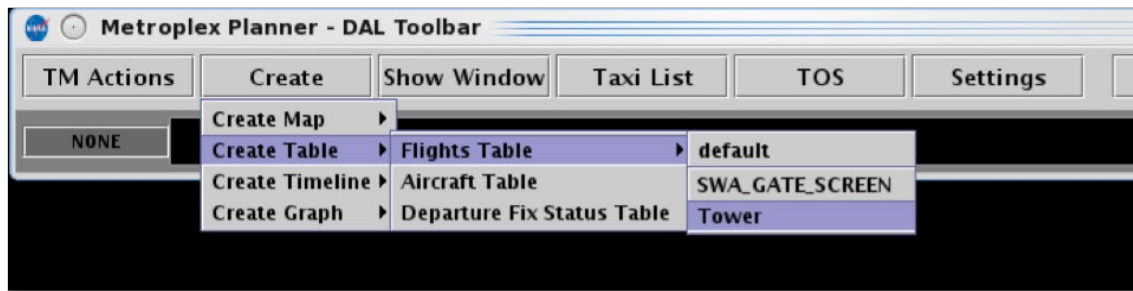 Metroplex Planner - DAL Toolbar
TM Actions Create Show Window Taxi List TOS Settings
NONE
Create Map
Create Table Flights Table default
Create Timeline Aircraft Table SWA_GATE_SCREEN
Create Graph Departure Fix Status Table Tower